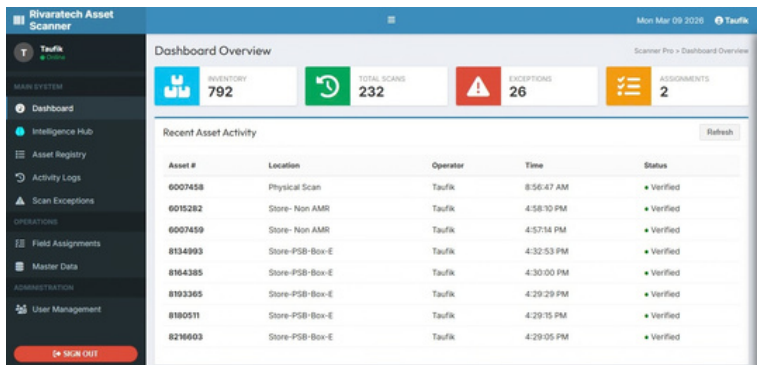 Rivaratech Asset Scanner
Mon Mar 09 2026 Taufik
T Taufik
Online
MAIN SYSTEM
Dashboard
Intelligence Hub
Asset Registry
Activity Logs
Scan Exceptions
OPERATIONS
Field Assignments
Master Data
ADMINISTRATION
User Management
SIGN OUT
Dashboard Overview
Scanner Pro > Dashboard Overview
INVENTORY
792
TOTAL SCANS
232
EXCEPTIONS
26
ASSIGNMENTS
2
Recent Asset Activity
Refresh
Asset # Location Operator Time Status
6007458 Physical Scan Taufik 8:56:47 AM Verified
6015282 Store- Non AMR Taufik 4:58:10 PM Verified
6007459 Store- Non AMR Taufik 4:57:14 PM Verified
8134993 Store-PSB-Box-E Taufik 4:32:53 PM Verified
8164385 Store-PSB-Box-E Taufik 4:30:00 PM Verified
8193365 Store-PSB-Box-E Taufik 4:29:29 PM Verified
8180511 Store-PSB-Box-E Taufik 4:29:15 PM Verified
8216603 Store-PSB-Box-E Taufik 4:29:05 PM Verified